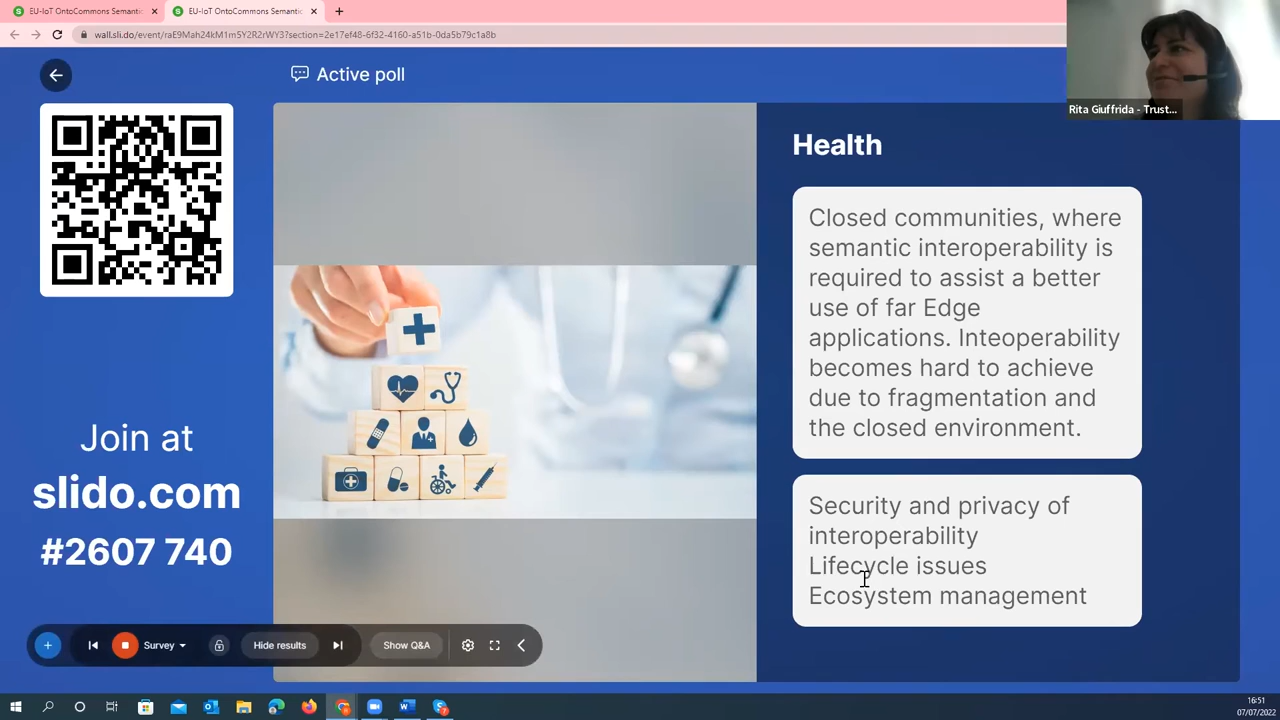 EU-IoT OntoCommons Semantic
EU-IoT OntoCommons Semantic
wall.sli.do/event/raE9Mah24kM1m5Y2R2rWY3?section=2e17ef48-6f32-4160-a51b-0da5b79c1a8b
Rita Giuffrida - Trust...
Active poll
Health
Closed communities, where
semantic interoperability is
required to assist a better
use of far Edge
applications. Inteoperability
becomes hard to achieve
due to fragmentation and
the closed environment.
Security and privacy of
interoperability
Lifecycle issues
Ecosystem management
Join at
slido.com
#2607 740
Survey
Hide results
Show Q&A
16:51
07/07/2022